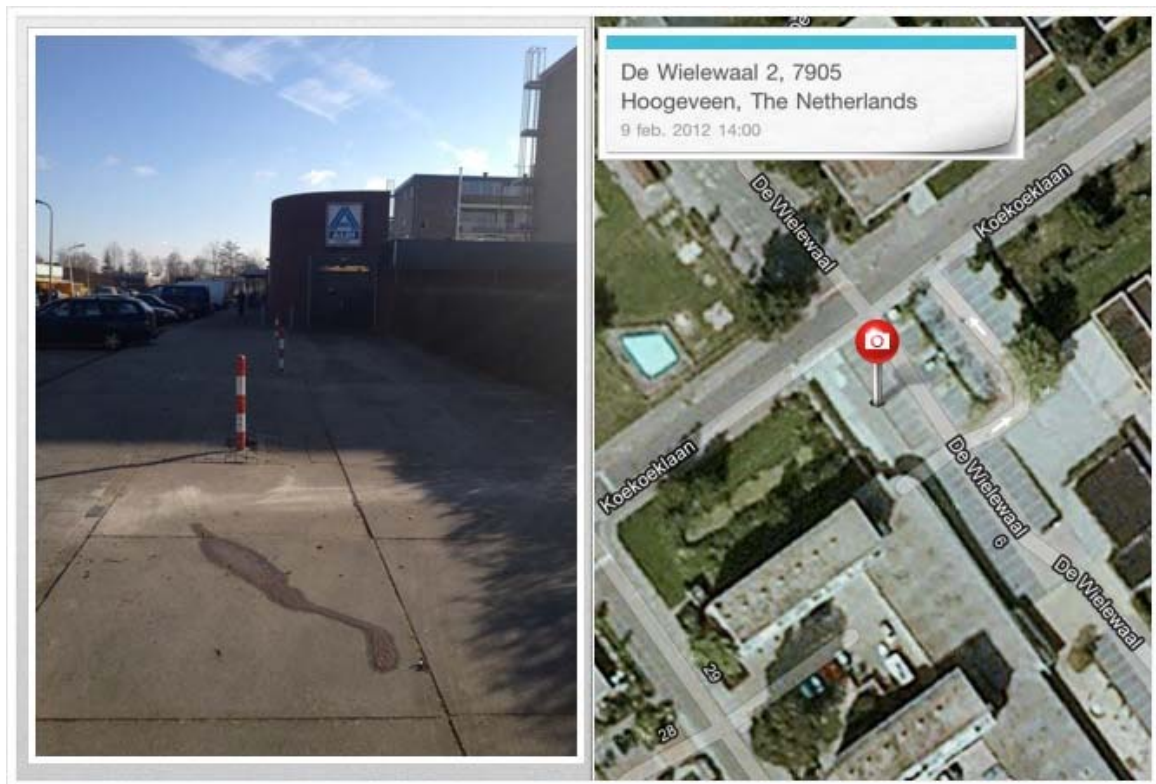 ALDI
De Wielewaal 2, 7905
Hoogeveen, The Netherlands
9 feb. 2012 14:00
De Wielewaal
Koekoeklaan
Koekoeklaan
De Wielewaal
6
De Wielewaal
29
28